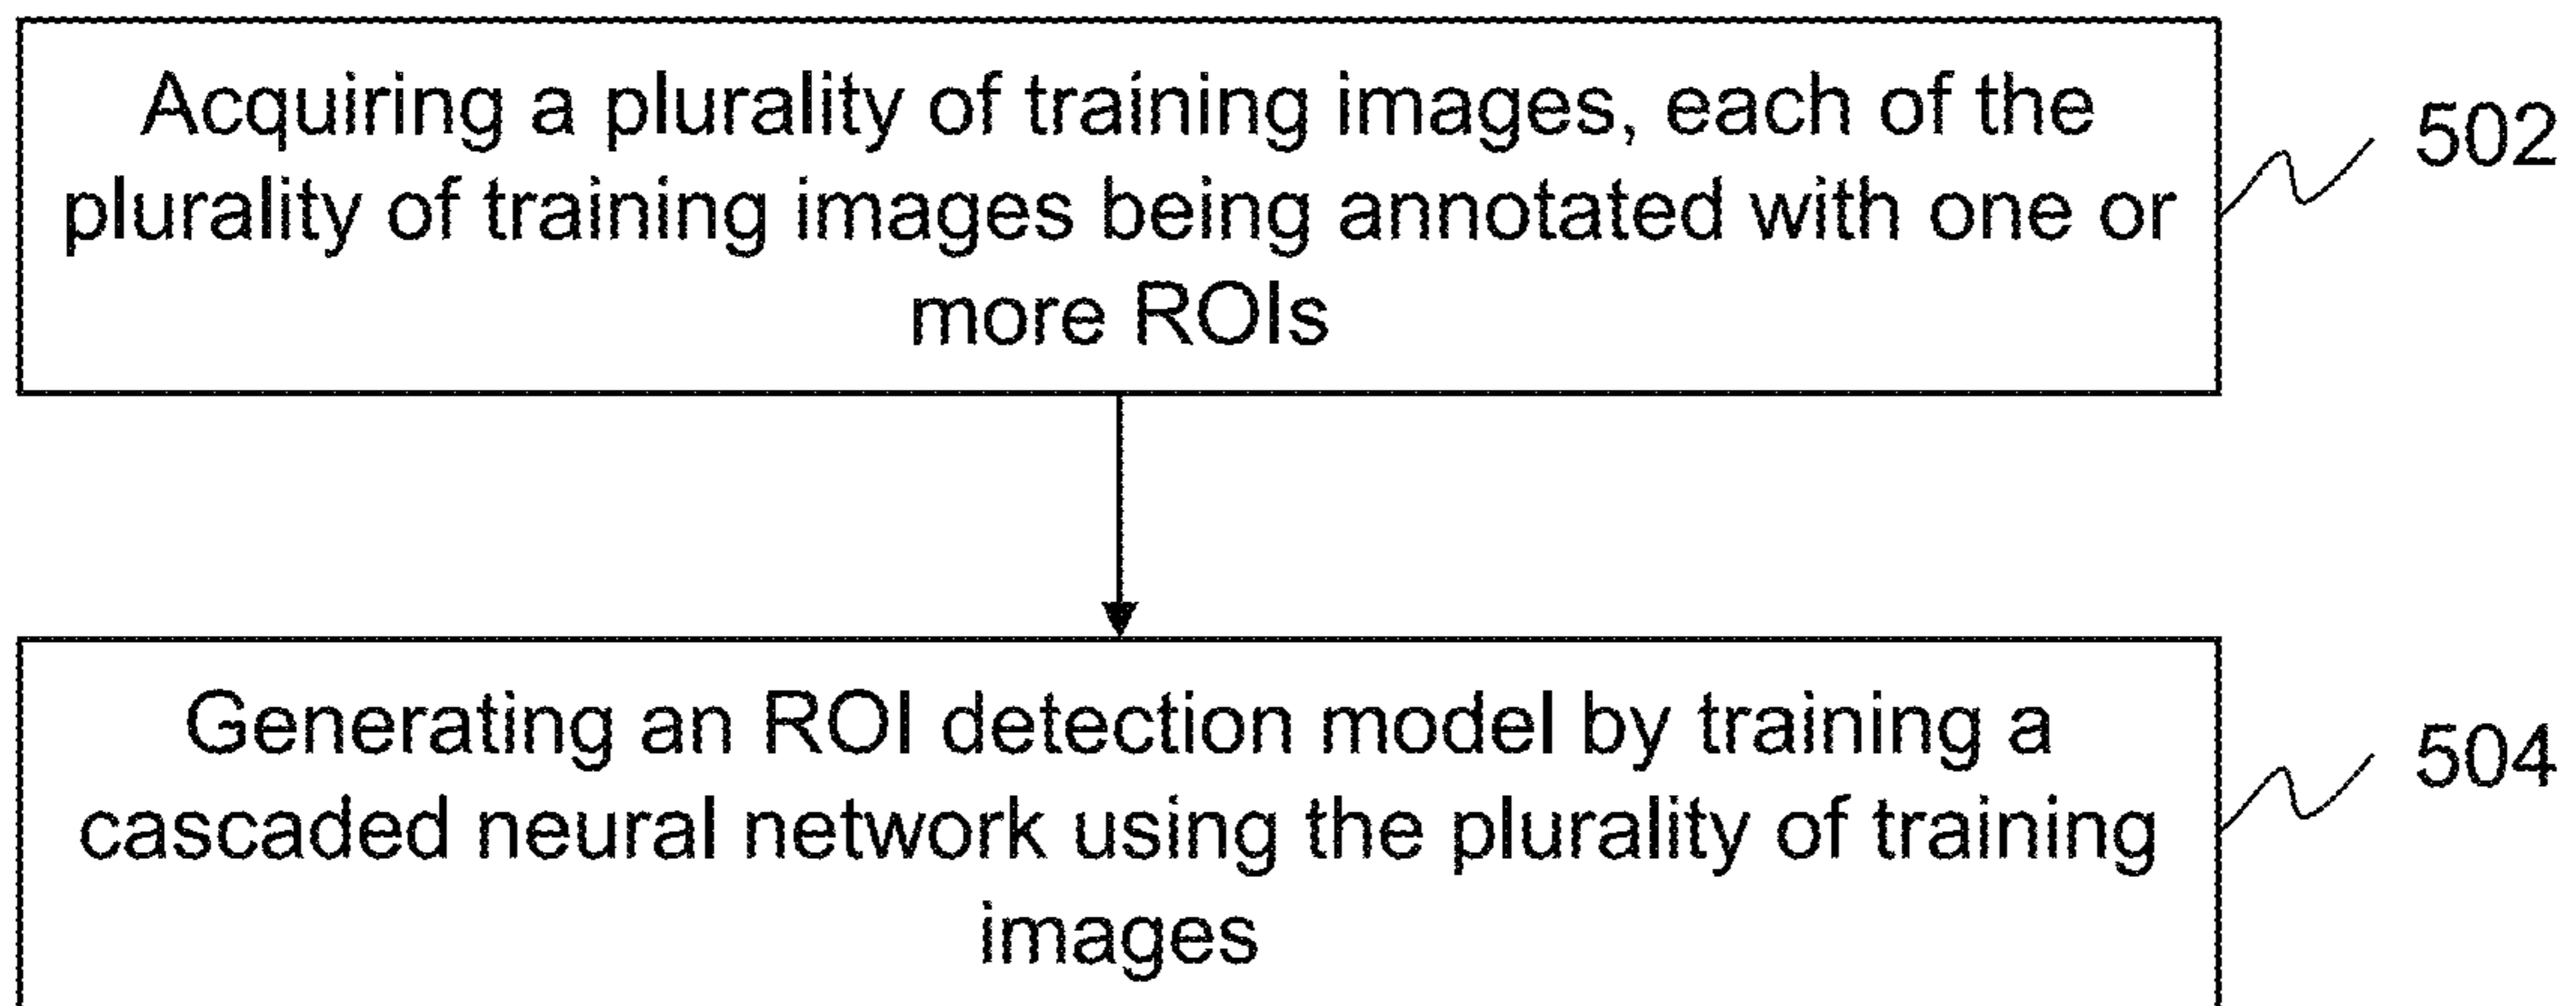 Acquiring a plurality of training images, each of the
plurality of training images being annotated with one or
more ROIs
502
Generating an ROI detection model by training a
cascaded neural network using the plurality of training
images
504